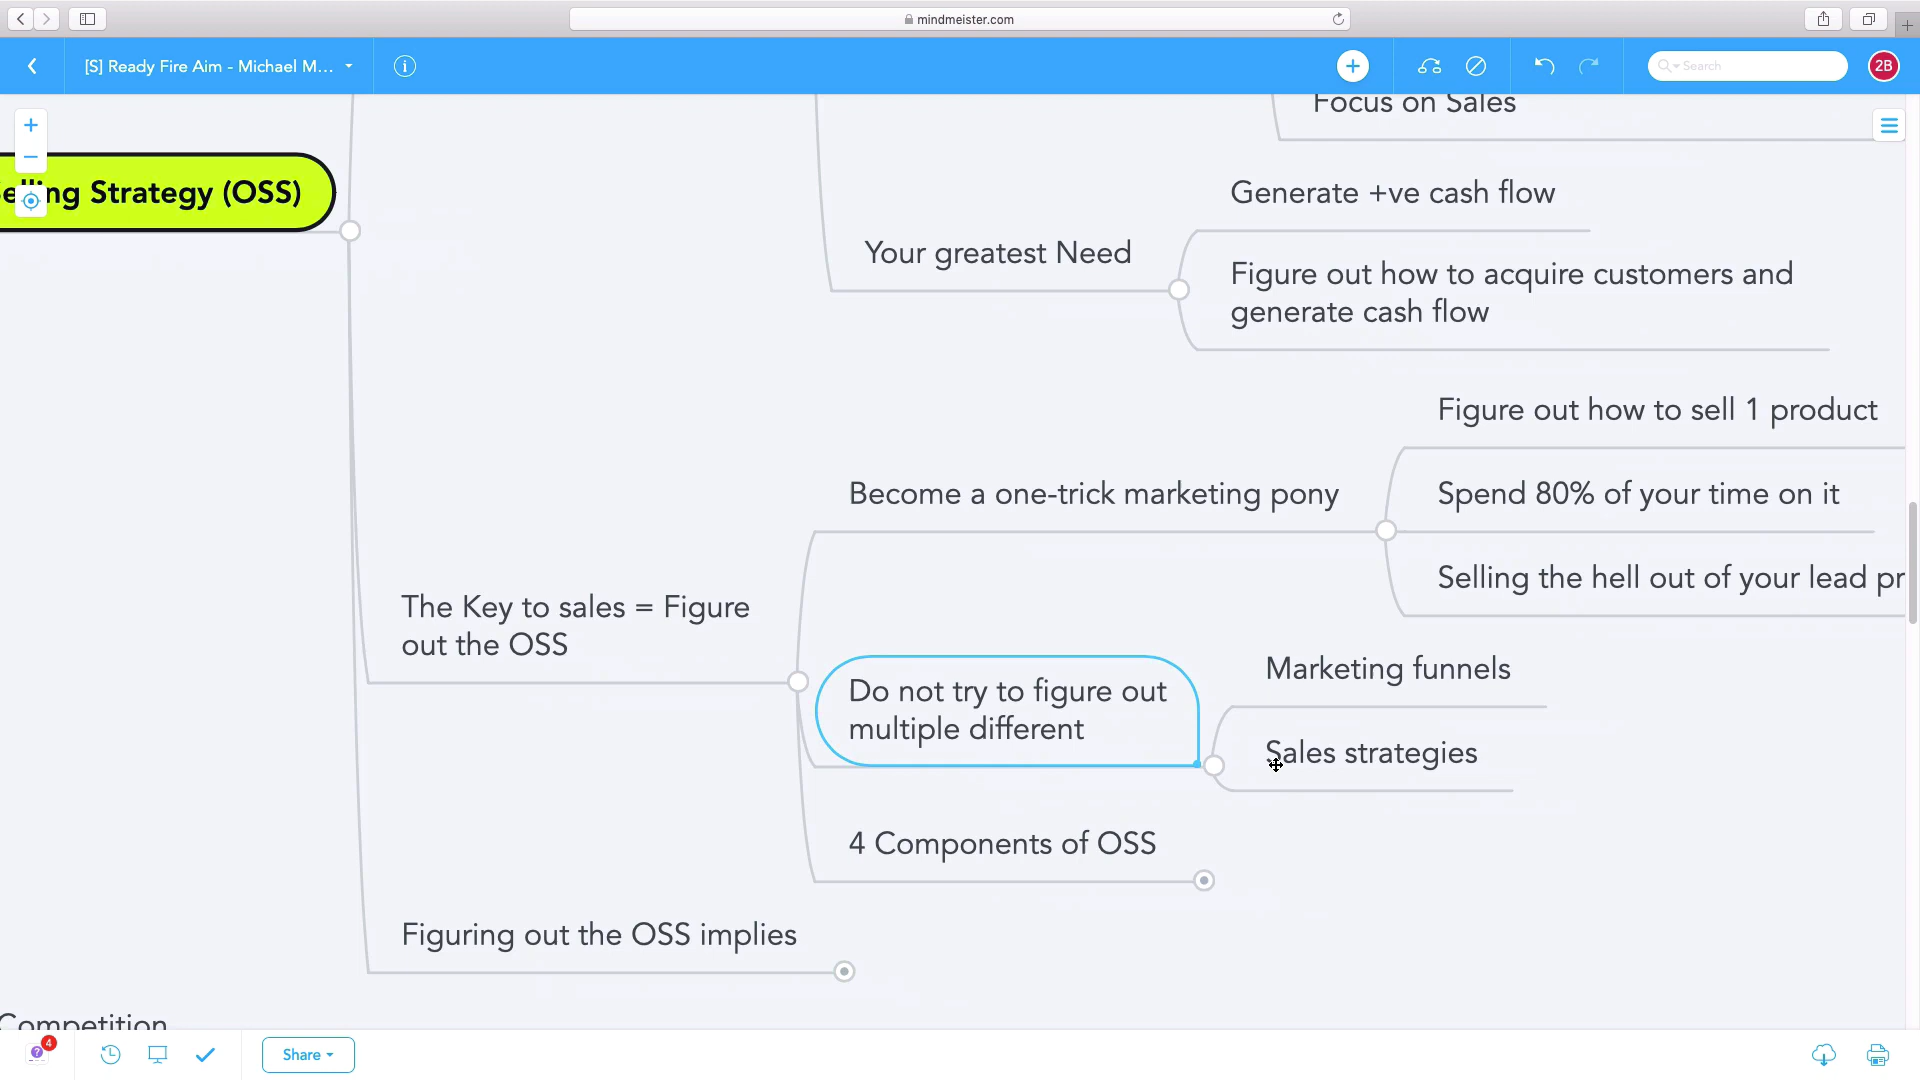 mindmeister.com
[S] Ready Fire Aim - Michael M...
Search
2B
Focus on Sales
Selling Strategy (OSS)
Generate +ve cash flow
Your greatest Need
Figure out how to acquire customers and
generate cash flow
Figure out how to sell 1 product
Become a one-trick marketing pony
Spend 80% of your time on it
Selling the hell out of your lead pr
The Key to sales = Figure
out the OSS
Marketing funnels
Do not try to figure out
multiple different
Sales strategies
4 Components of OSS
Figuring out the OSS implies
Competition
4
Share